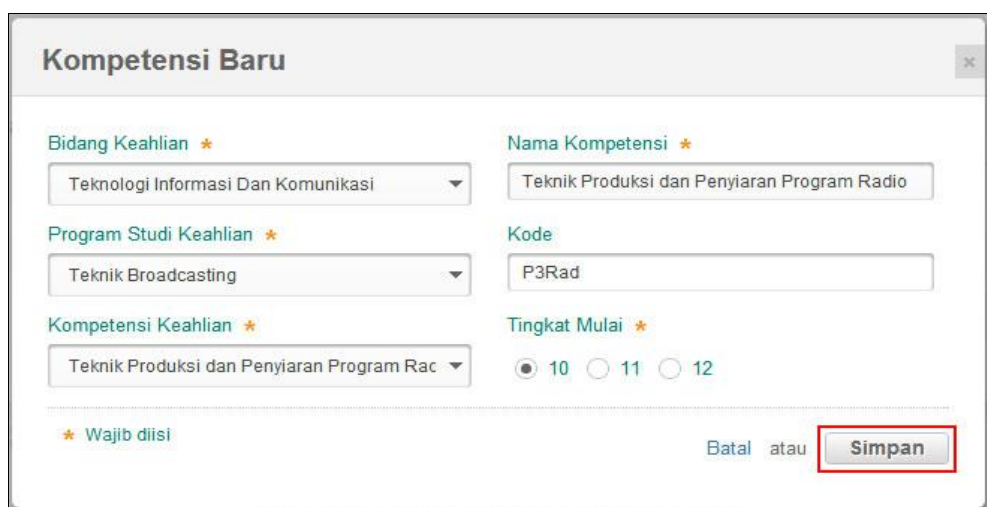 Kompetensi Baru
×
Bidang Keahlian *
Nama Kompetensi *
Teknologi Informasi Dan Komunikasi
Teknik Produksi dan Penyiaran Program Radio
Program Studi Keahlian *
Kode
Teknik Broadcasting
P3Rad
Kompetensi Keahlian *
Tingkat Mulai *
Teknik Produksi dan Penyiaran Program Rac
10 11 12
* Wajib diisi
Batal atau Simpan